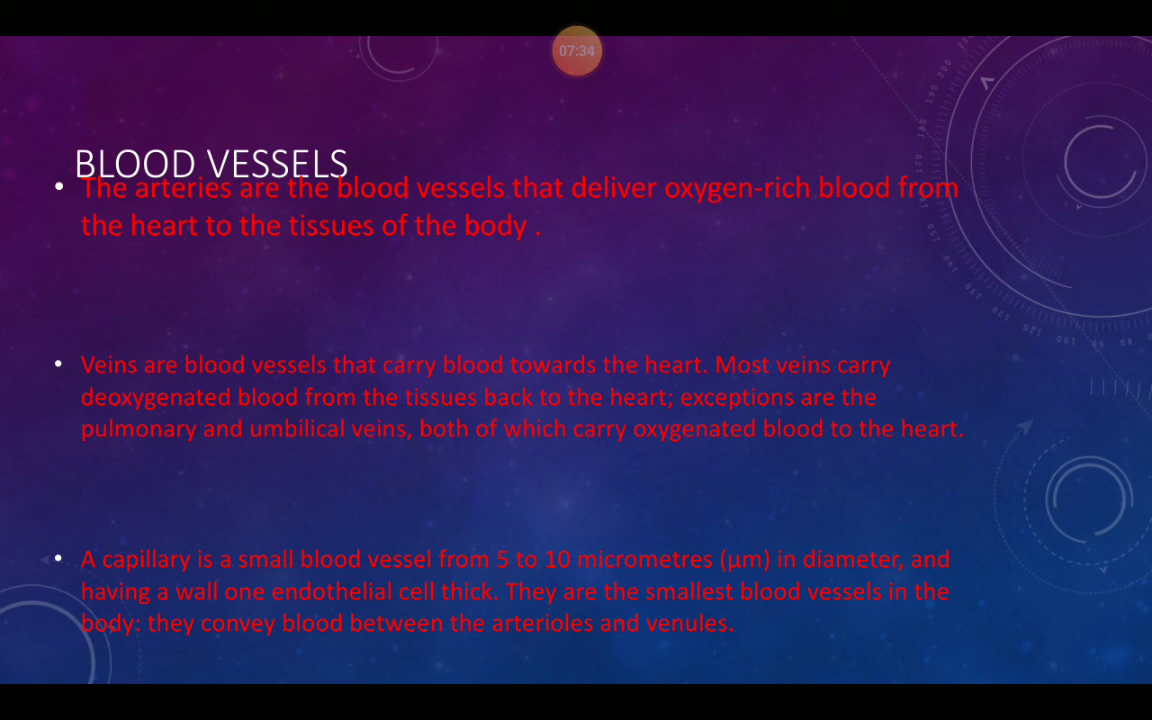 07:34
BLOOD VESSELS
• The arteries are the blood vessels that deliver oxygen-rich blood from
the heart to the tissues of the body .
• Veins are blood vessels that carry blood towards the heart. Most veins carry
deoxygenated blood from the tissues back to the heart; exceptions are the
pulmonary and umbilical veins, both of which carry oxygenated blood to the heart.
• A capillary is a small blood vessel from 5 to 10 micrometres (µm) in diameter, and
having a wall one endothelial cell thick. They are the smallest blood vessels in the
body: they convey blood between the arterioles and venules.